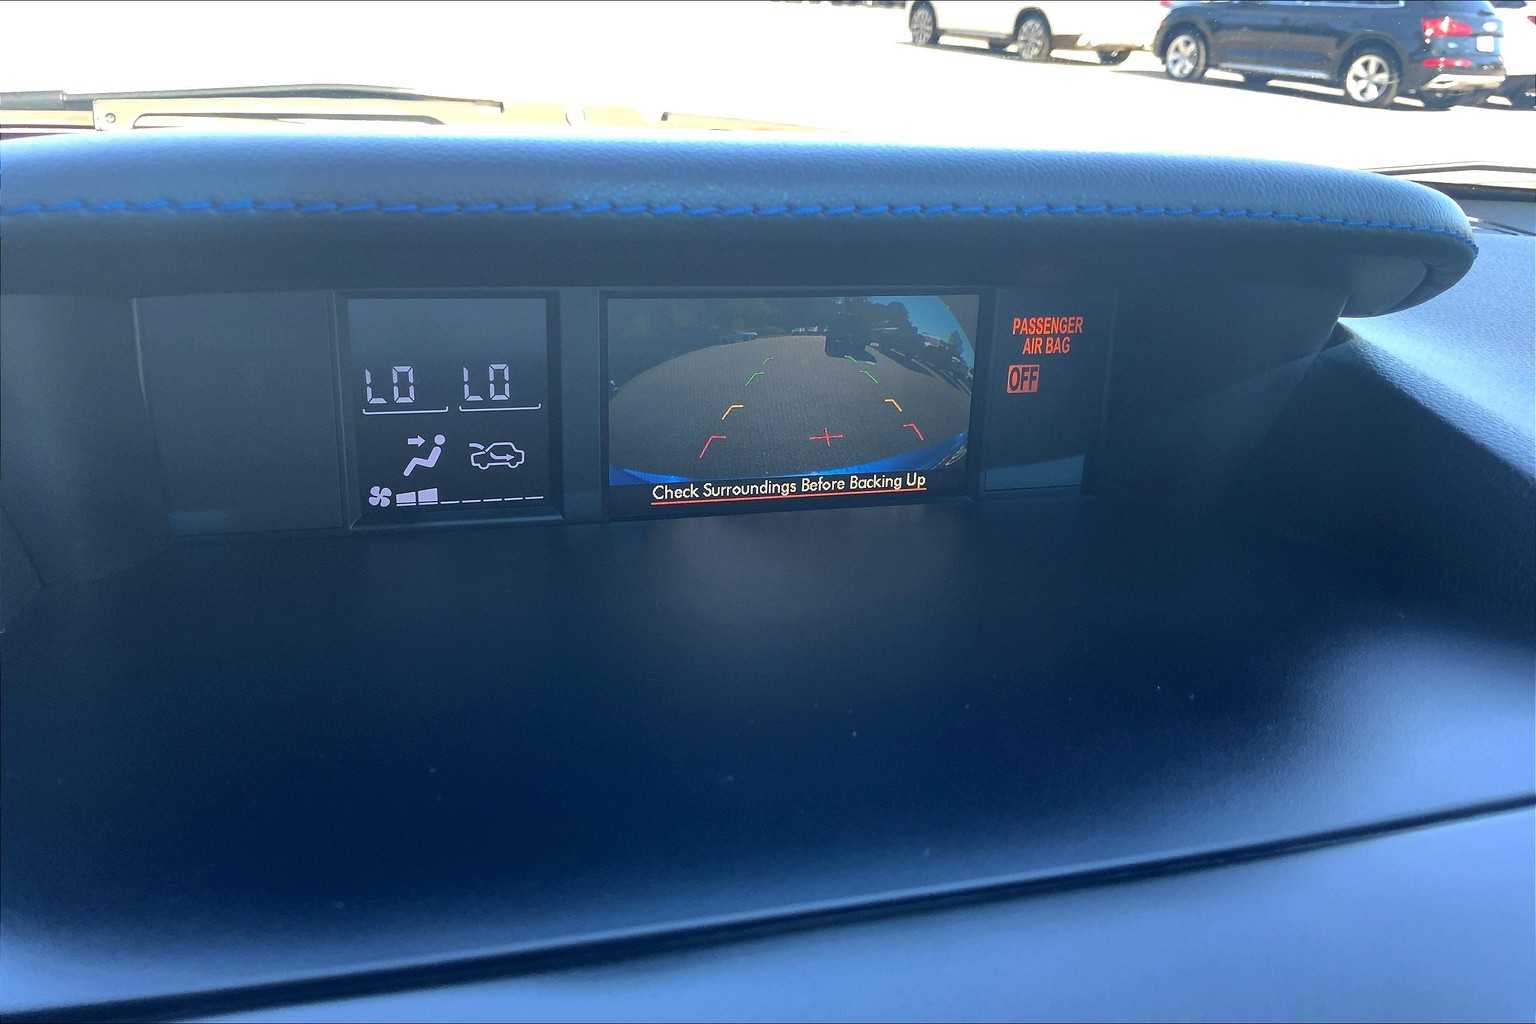 LO LO
Check Surroundings Before Backing Up
PASSENGER
AIR BAG
OFF